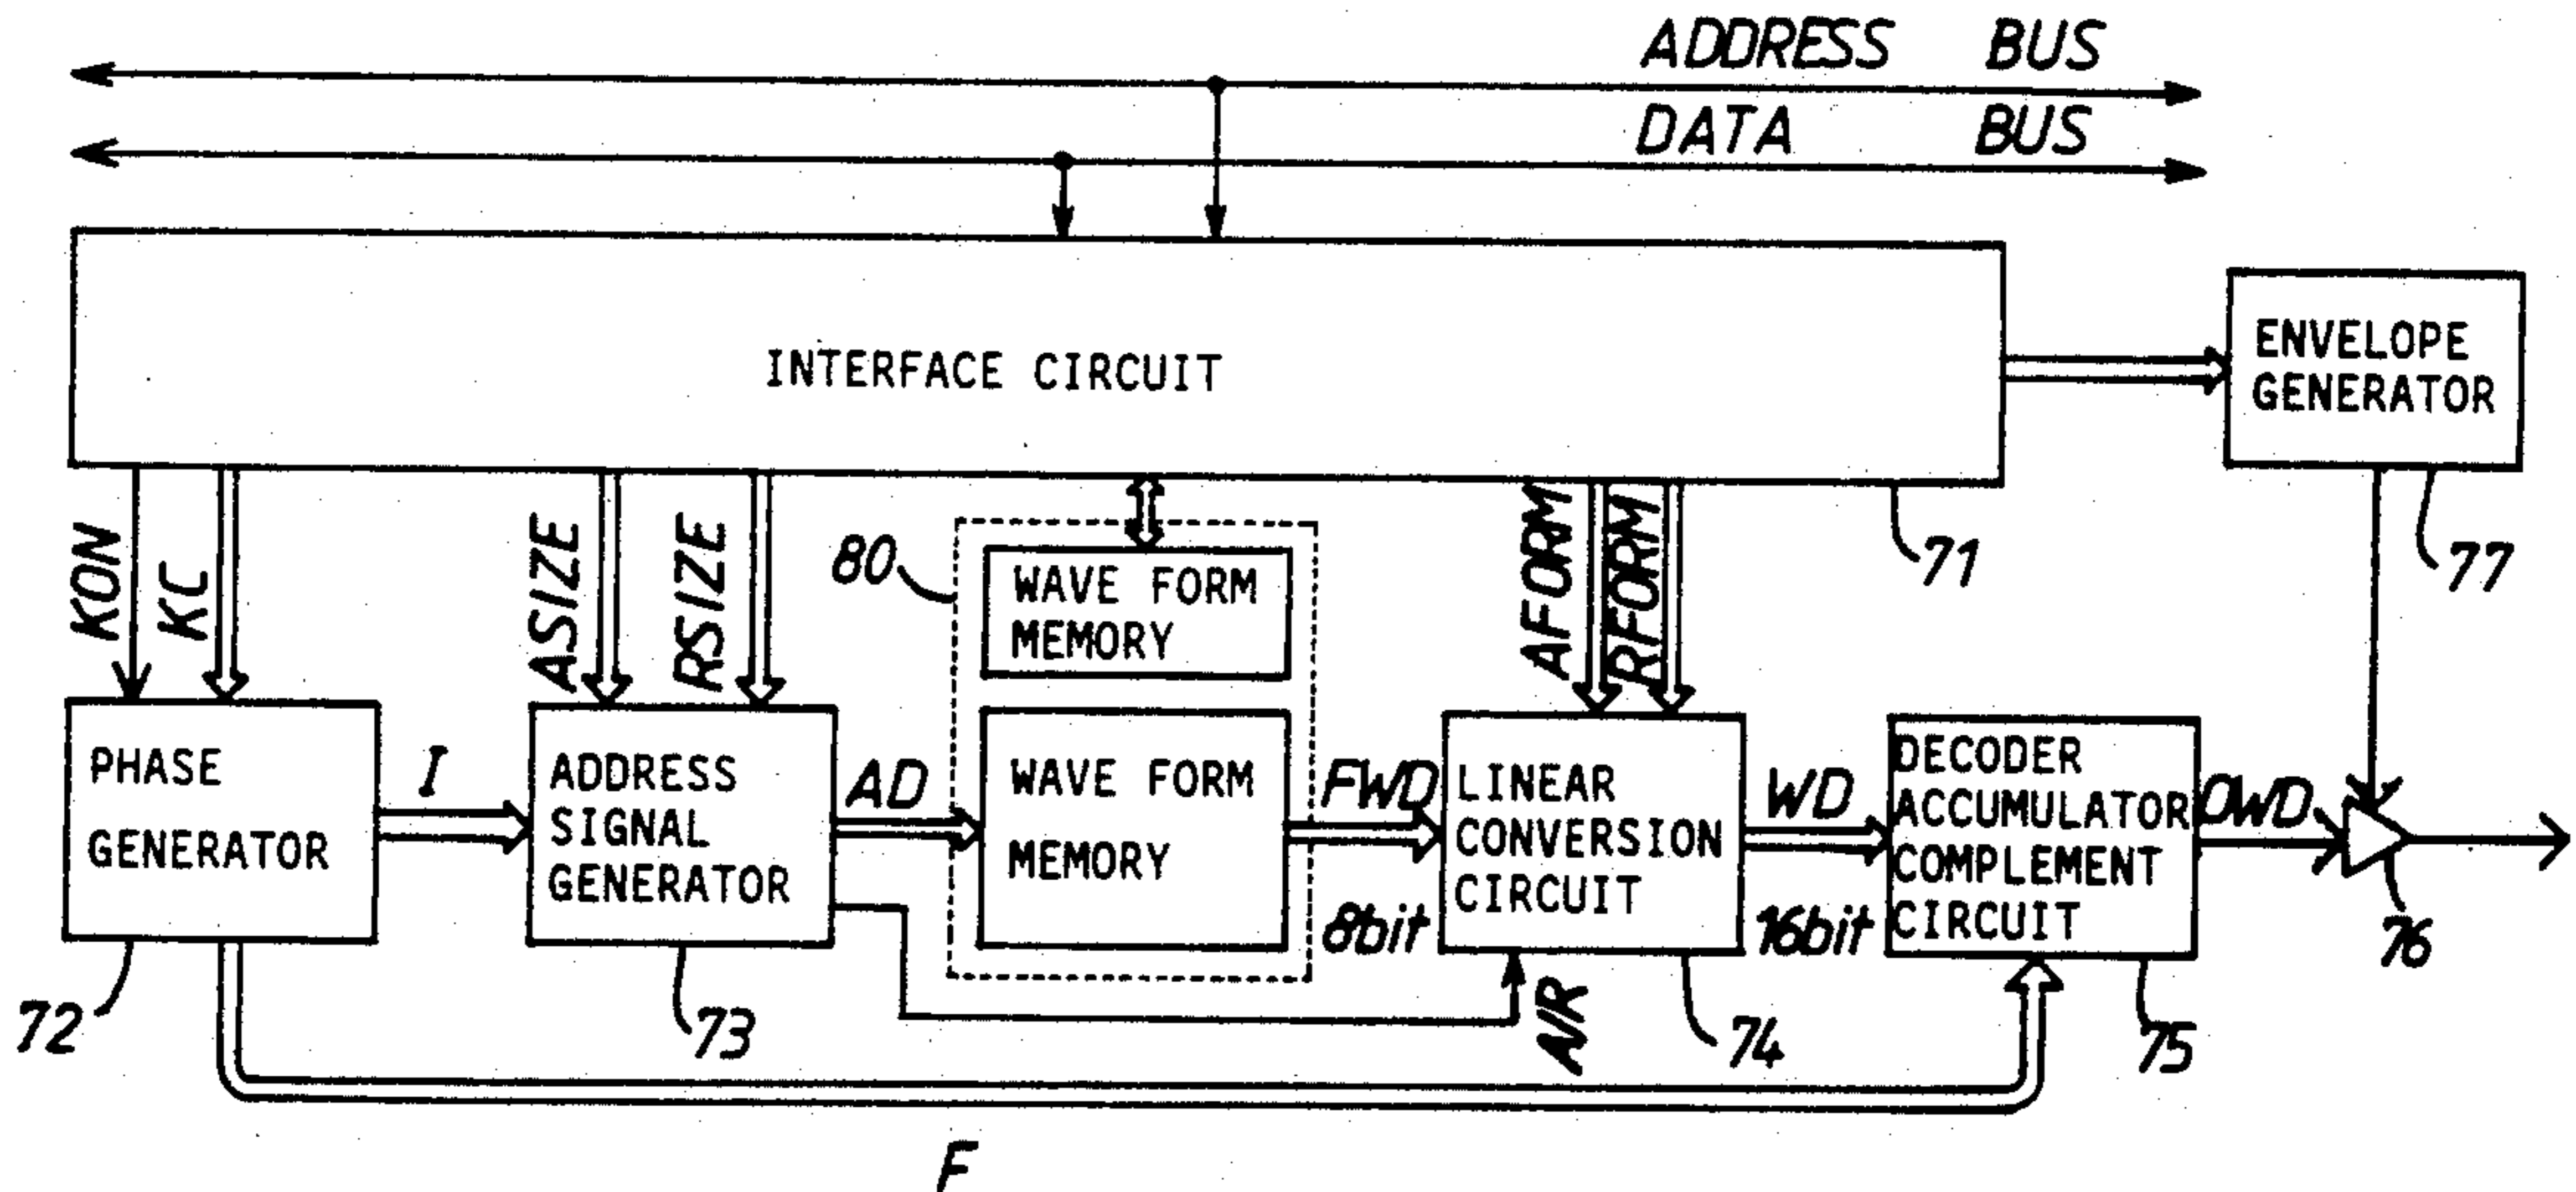 ADDRESS BUS
DATA BUS
INTERFACE CIRCUIT
ENVELOPE
GENERATOR
KON
KC
ASIZE
RSIZE
80
WAVE FORM
MEMORY
AFORM
RFORM
71
77
PHASE
GENERATOR
I
ADDRESS
SIGNAL
GENERATOR
AD
WAVE FORM
MEMORY
FWD
8bit
LINEAR
CONVERSION
CIRCUIT
WD
16bit
DECODER
ACCUMULATOR
COMPLEMENT
CIRCUIT
OWD
76
72
73
A/R
74
75
F